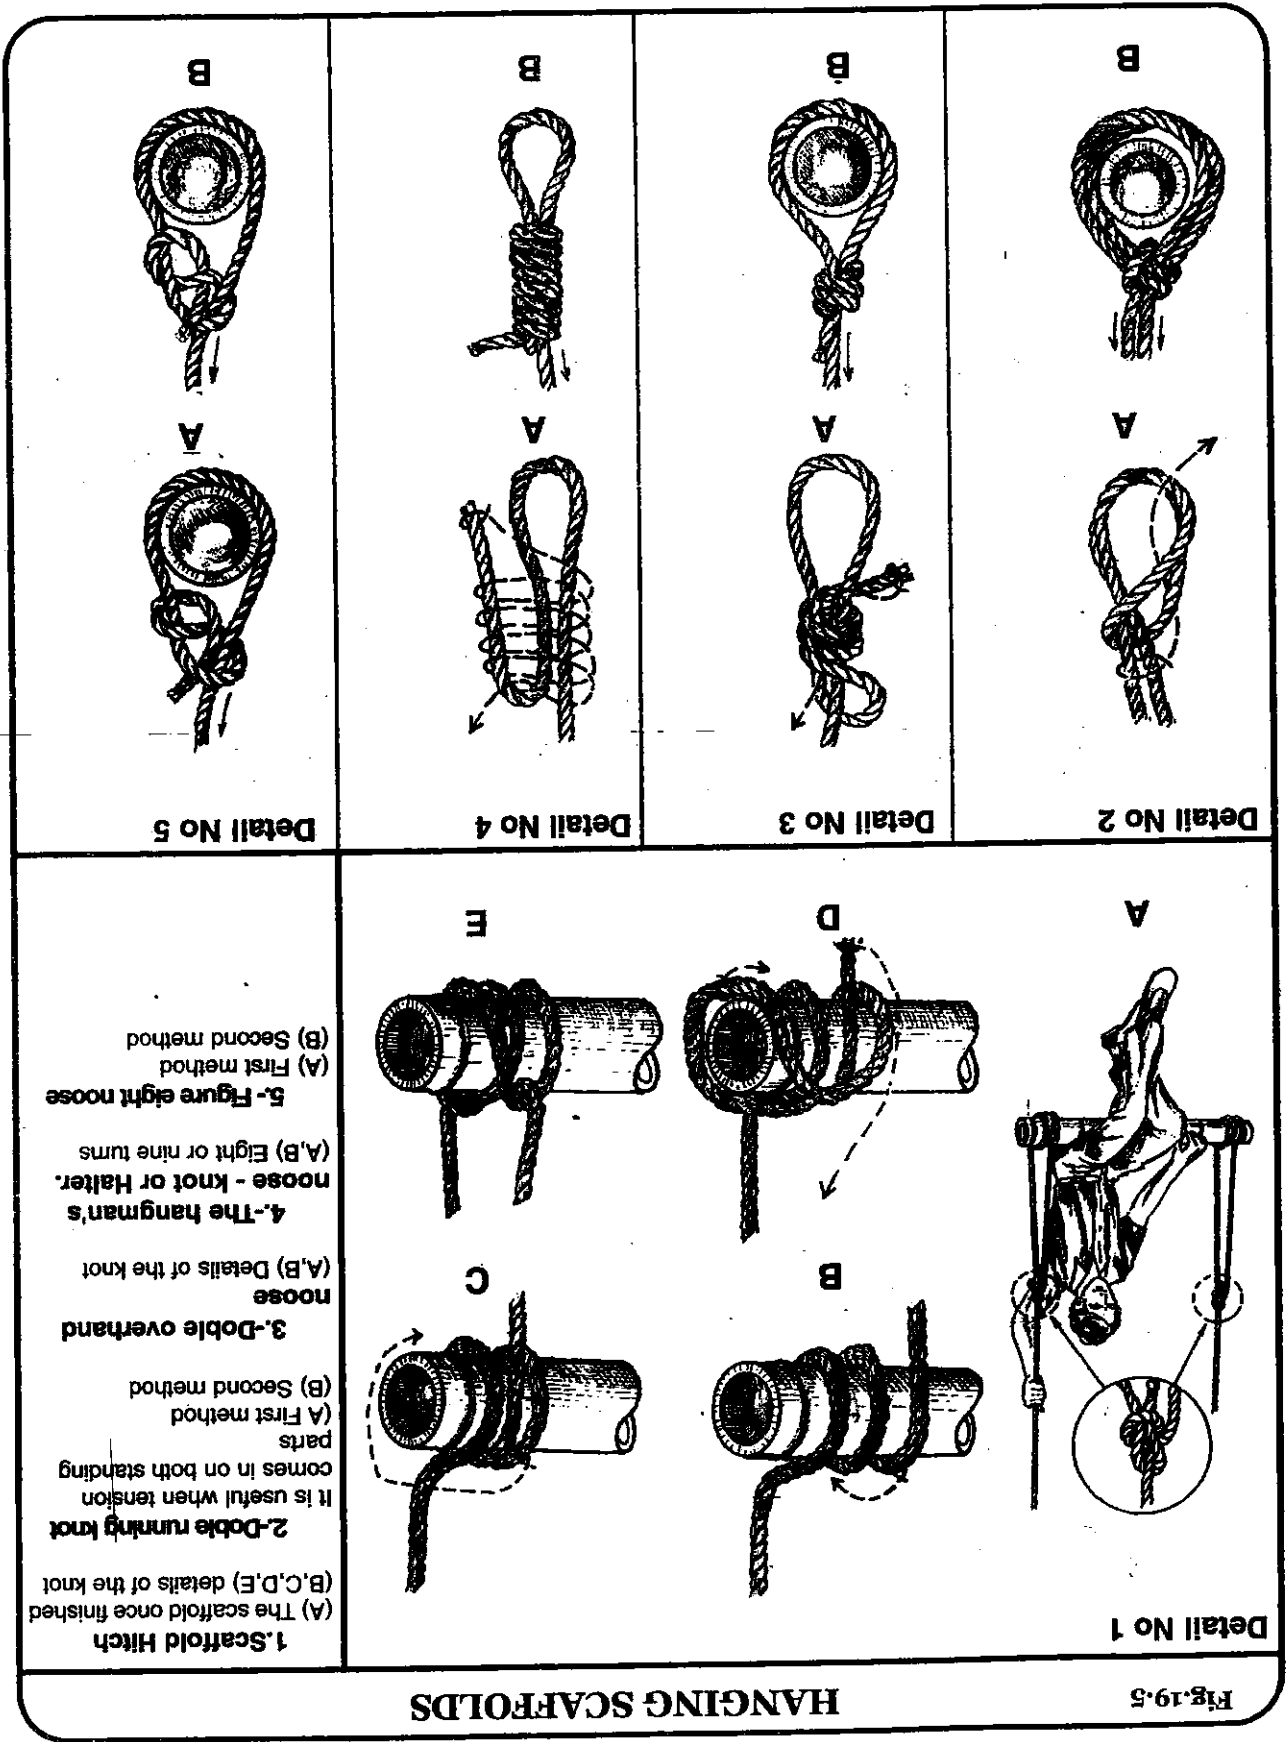 Fig.19.5
HANGING SCAFFOLDS
Detail No 1
B
C
A
D
E
1.Scaffold Hitch
(A) The scaffold once finished
(B,C,D,E) details of the knot
2.-Doble running knot
It is useful when tension
comes in on both standing
parts
(A First method
(B) Second method
3.-Doble overhand
noose
(A,B) Details of the knot
4.-The hangman's
noose - knot or Halter.
(A,B) Eight or nine turns
5.- Figure eight noose
(A) First method
(B) Second method
Detail No 2
A
B
Detail No 3
A
B
Detail No 4
A
B
Detail No 5
A
B